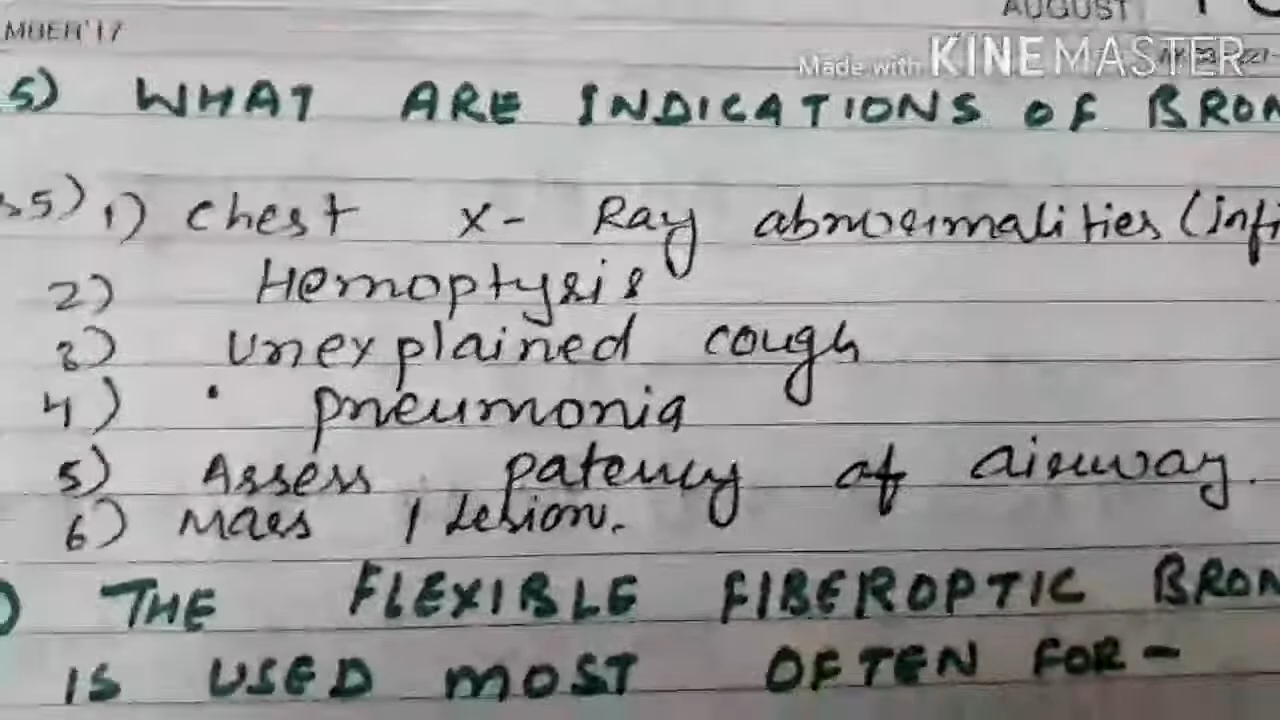 AUGUST
MBER'17
Made with KINEMASTER
5) WHAT ARE INDICATIONS OF BRON
5) 1) chest x- Ray abnormalities (infi
2) Hemoptysis
3) unexplained cough
4) pneumonia
5) Assess patency of airway.
6) Mass / Lesion.
THE FLEXIBLE FIBEROPTIC BRON
IS USED MOST OFTEN FOR-